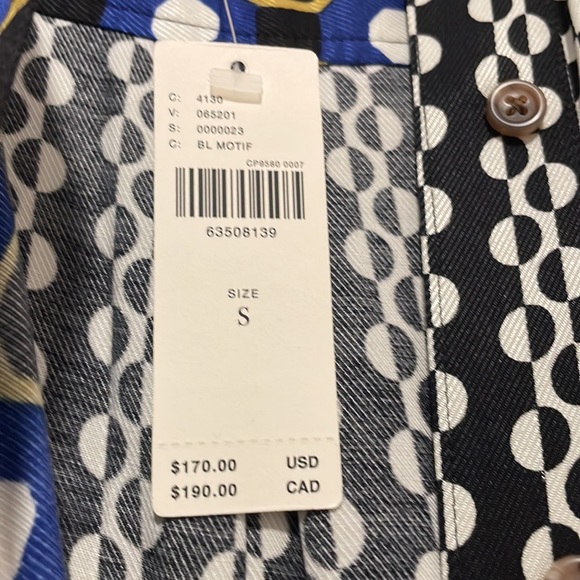 C: 4130
V: 065201
S: 0000023
C: BL MOTIF
CP9580 0007
63508139
SIZE
S
$170.00 USD
$190.00 CAD